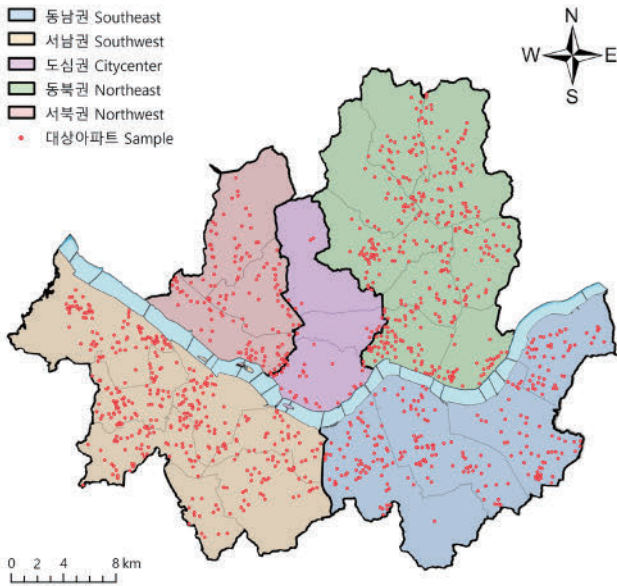 동남권 Southeast
서남권 Southwest
도심권 Citycenter
동북권 Northeast
서북권 Northwest
대상아파트 Sample
N
W E
S
0 2 4 8 km